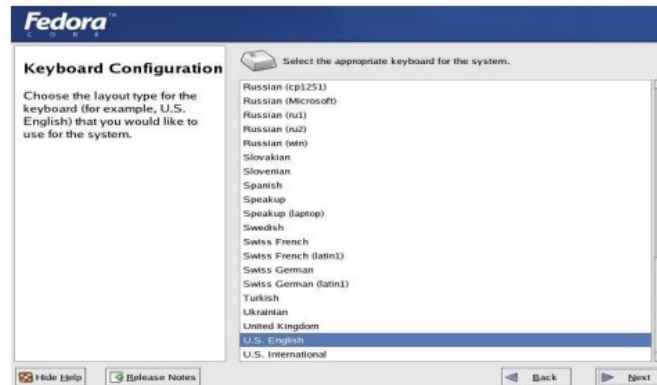 Fedora™
CORE
Keyboard Configuration
Choose the layout type for the
keyboard (for example, U.S.
English) that you would like to
use for the system.
Select the appropriate keyboard for the system.
Russian (cp1251)
Russian (Microsoft)
Russian (ru1)
Russian (ru2)
Russian (win)
Slovakian
Slovenian
Spanish
Speakup
Speakup (laptop)
Swedish
Swiss French
Swiss French (latin1)
Swiss German
Swiss German (latin1)
Turkish
Ukrainian
United Kingdom
U.S. English
U.S. International
Hide Help
Release Notes
Back
Next